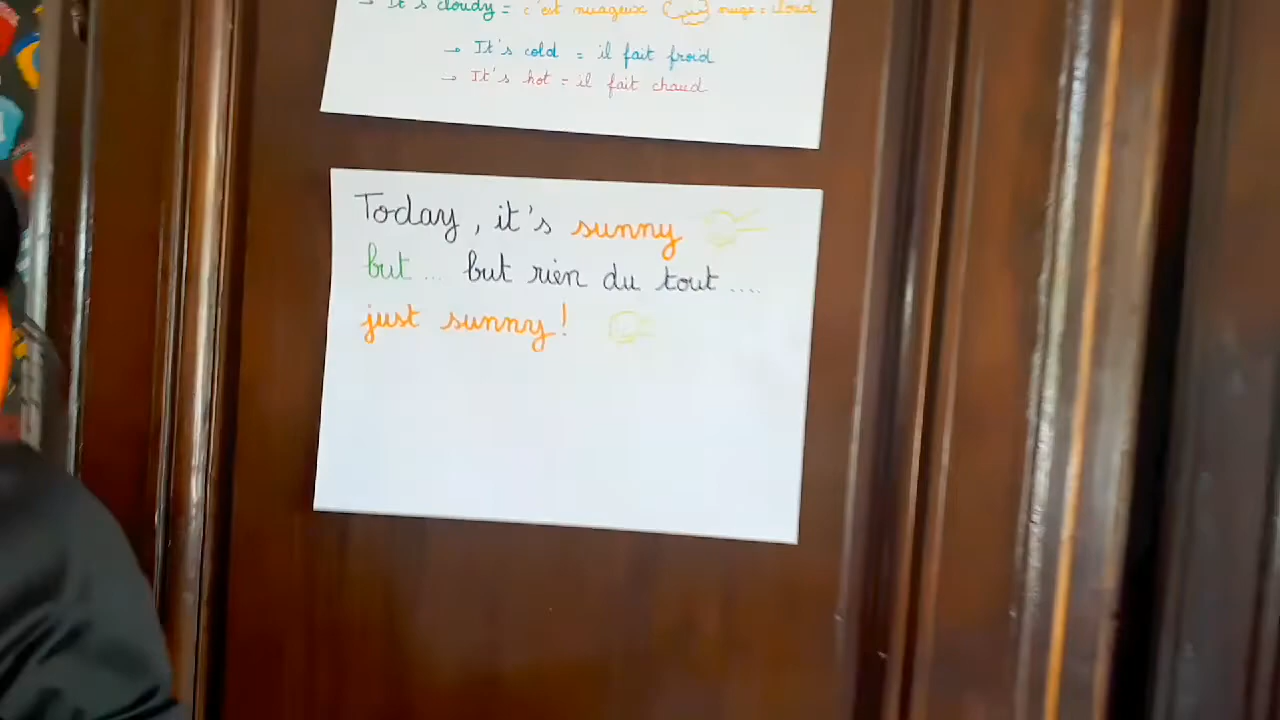 → It's cloudy = c'est nuageux ( nuage = cloud
→ It's cold = il fait froid
→ It's hot = il fait chaud
Today, it's sunny
but ... but rien du tout ....
just sunny!